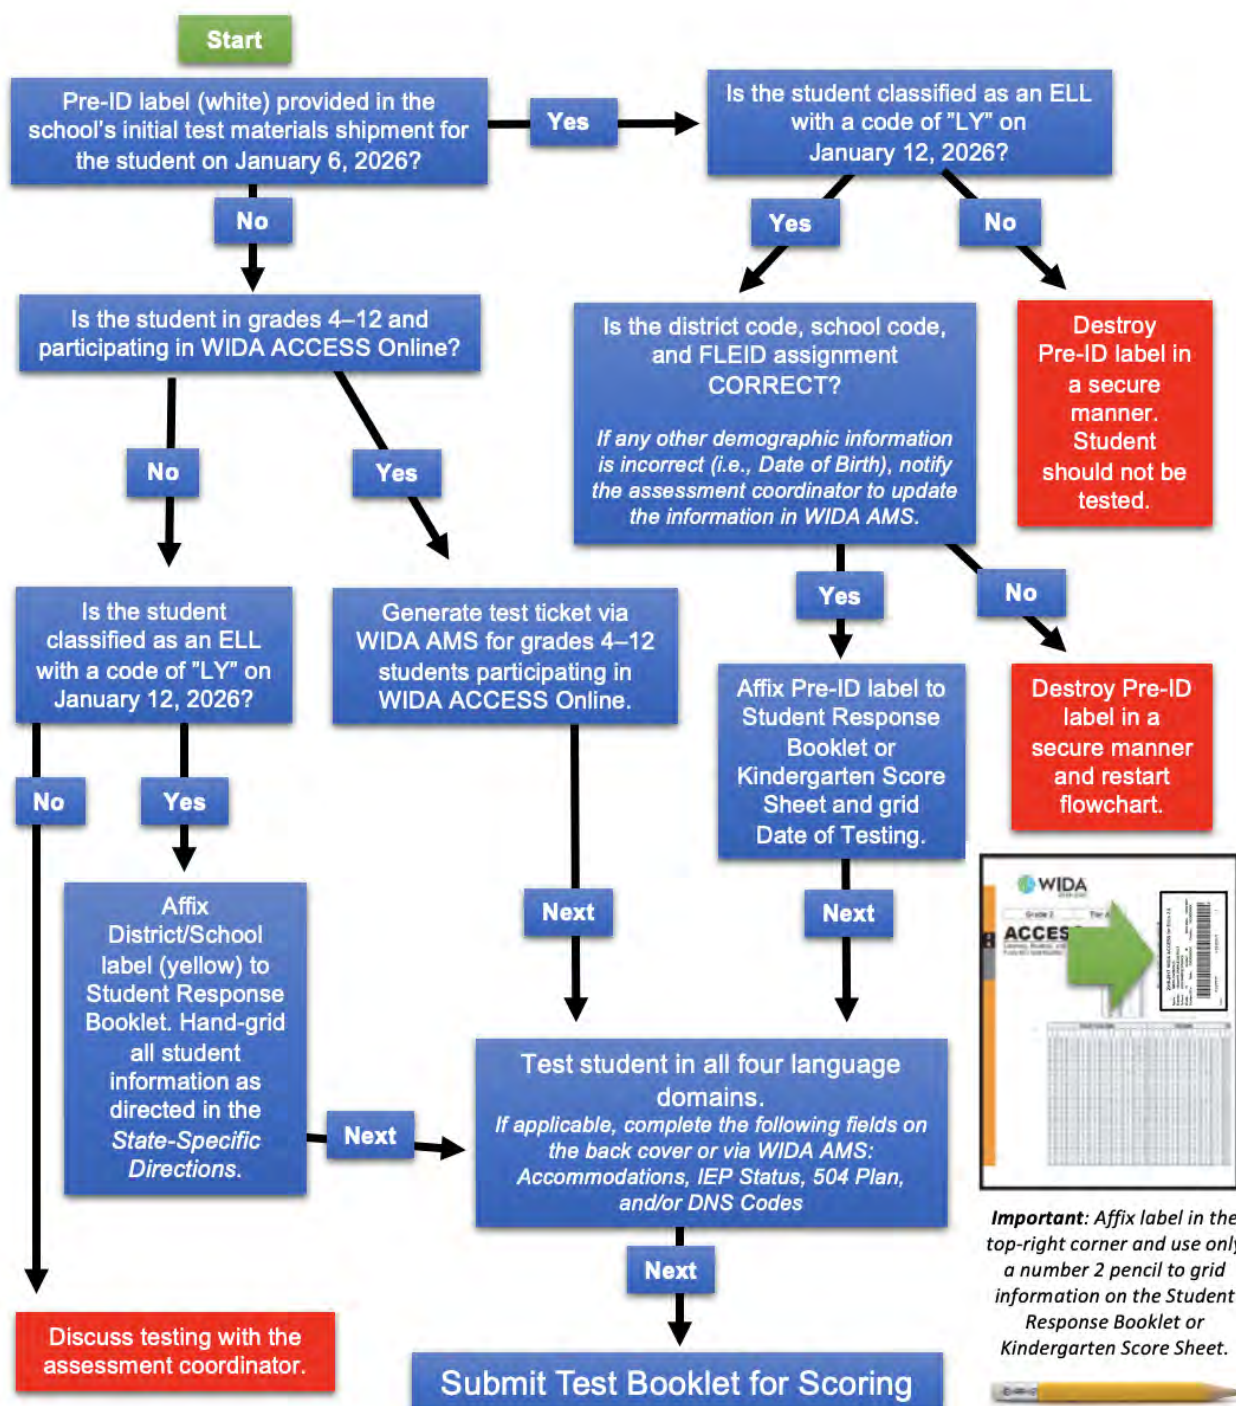 Start
Pre-ID label (white) provided in the
school's initial test materials shipment for
the student on January 6, 2026?
Yes
Is the student classified as an ELL
with a code of "LY" on
January 12, 2026?
No
Yes
No
Is the student in grades 4–12 and
participating in WIDA ACCESS Online?
Is the district code, school code,
and FLEID assignment
CORRECT?
If any other demographic information
is incorrect (i.e., Date of Birth), notify
the assessment coordinator to update
the information in WIDA AMS.
Destroy
Pre-ID label in
a secure
manner.
Student
should not be
tested.
No
Yes
Yes
No
Is the student
classified as an ELL
with a code of "LY" on
January 12, 2026?
Generate test ticket via
WIDA AMS for grades 4–12
students participating in
WIDA ACCESS Online.
Affix Pre-ID label to
Student Response
Booklet or
Kindergarten Score
Sheet and grid
Date of Testing.
Destroy Pre-ID
label in a
secure manner
and restart
flowchart.
No
Yes
Affix
District/School
label (yellow) to
Student Response
Booklet. Hand-grid
all student
information as
directed in the
State-Specific
Directions.
Next
Next
WIDA
Grade 2
ACCESS
Next
Test student in all four language
domains.
If applicable, complete the following fields on
the back cover or via WIDA AMS:
Accommodations, IEP Status, 504 Plan,
and/or DNS Codes
Important: Affix label in the
top-right corner and use only
a number 2 pencil to grid
information on the Student
Response Booklet or
Kindergarten Score Sheet.
Next
Discuss testing with the
assessment coordinator.
Submit Test Booklet for Scoring